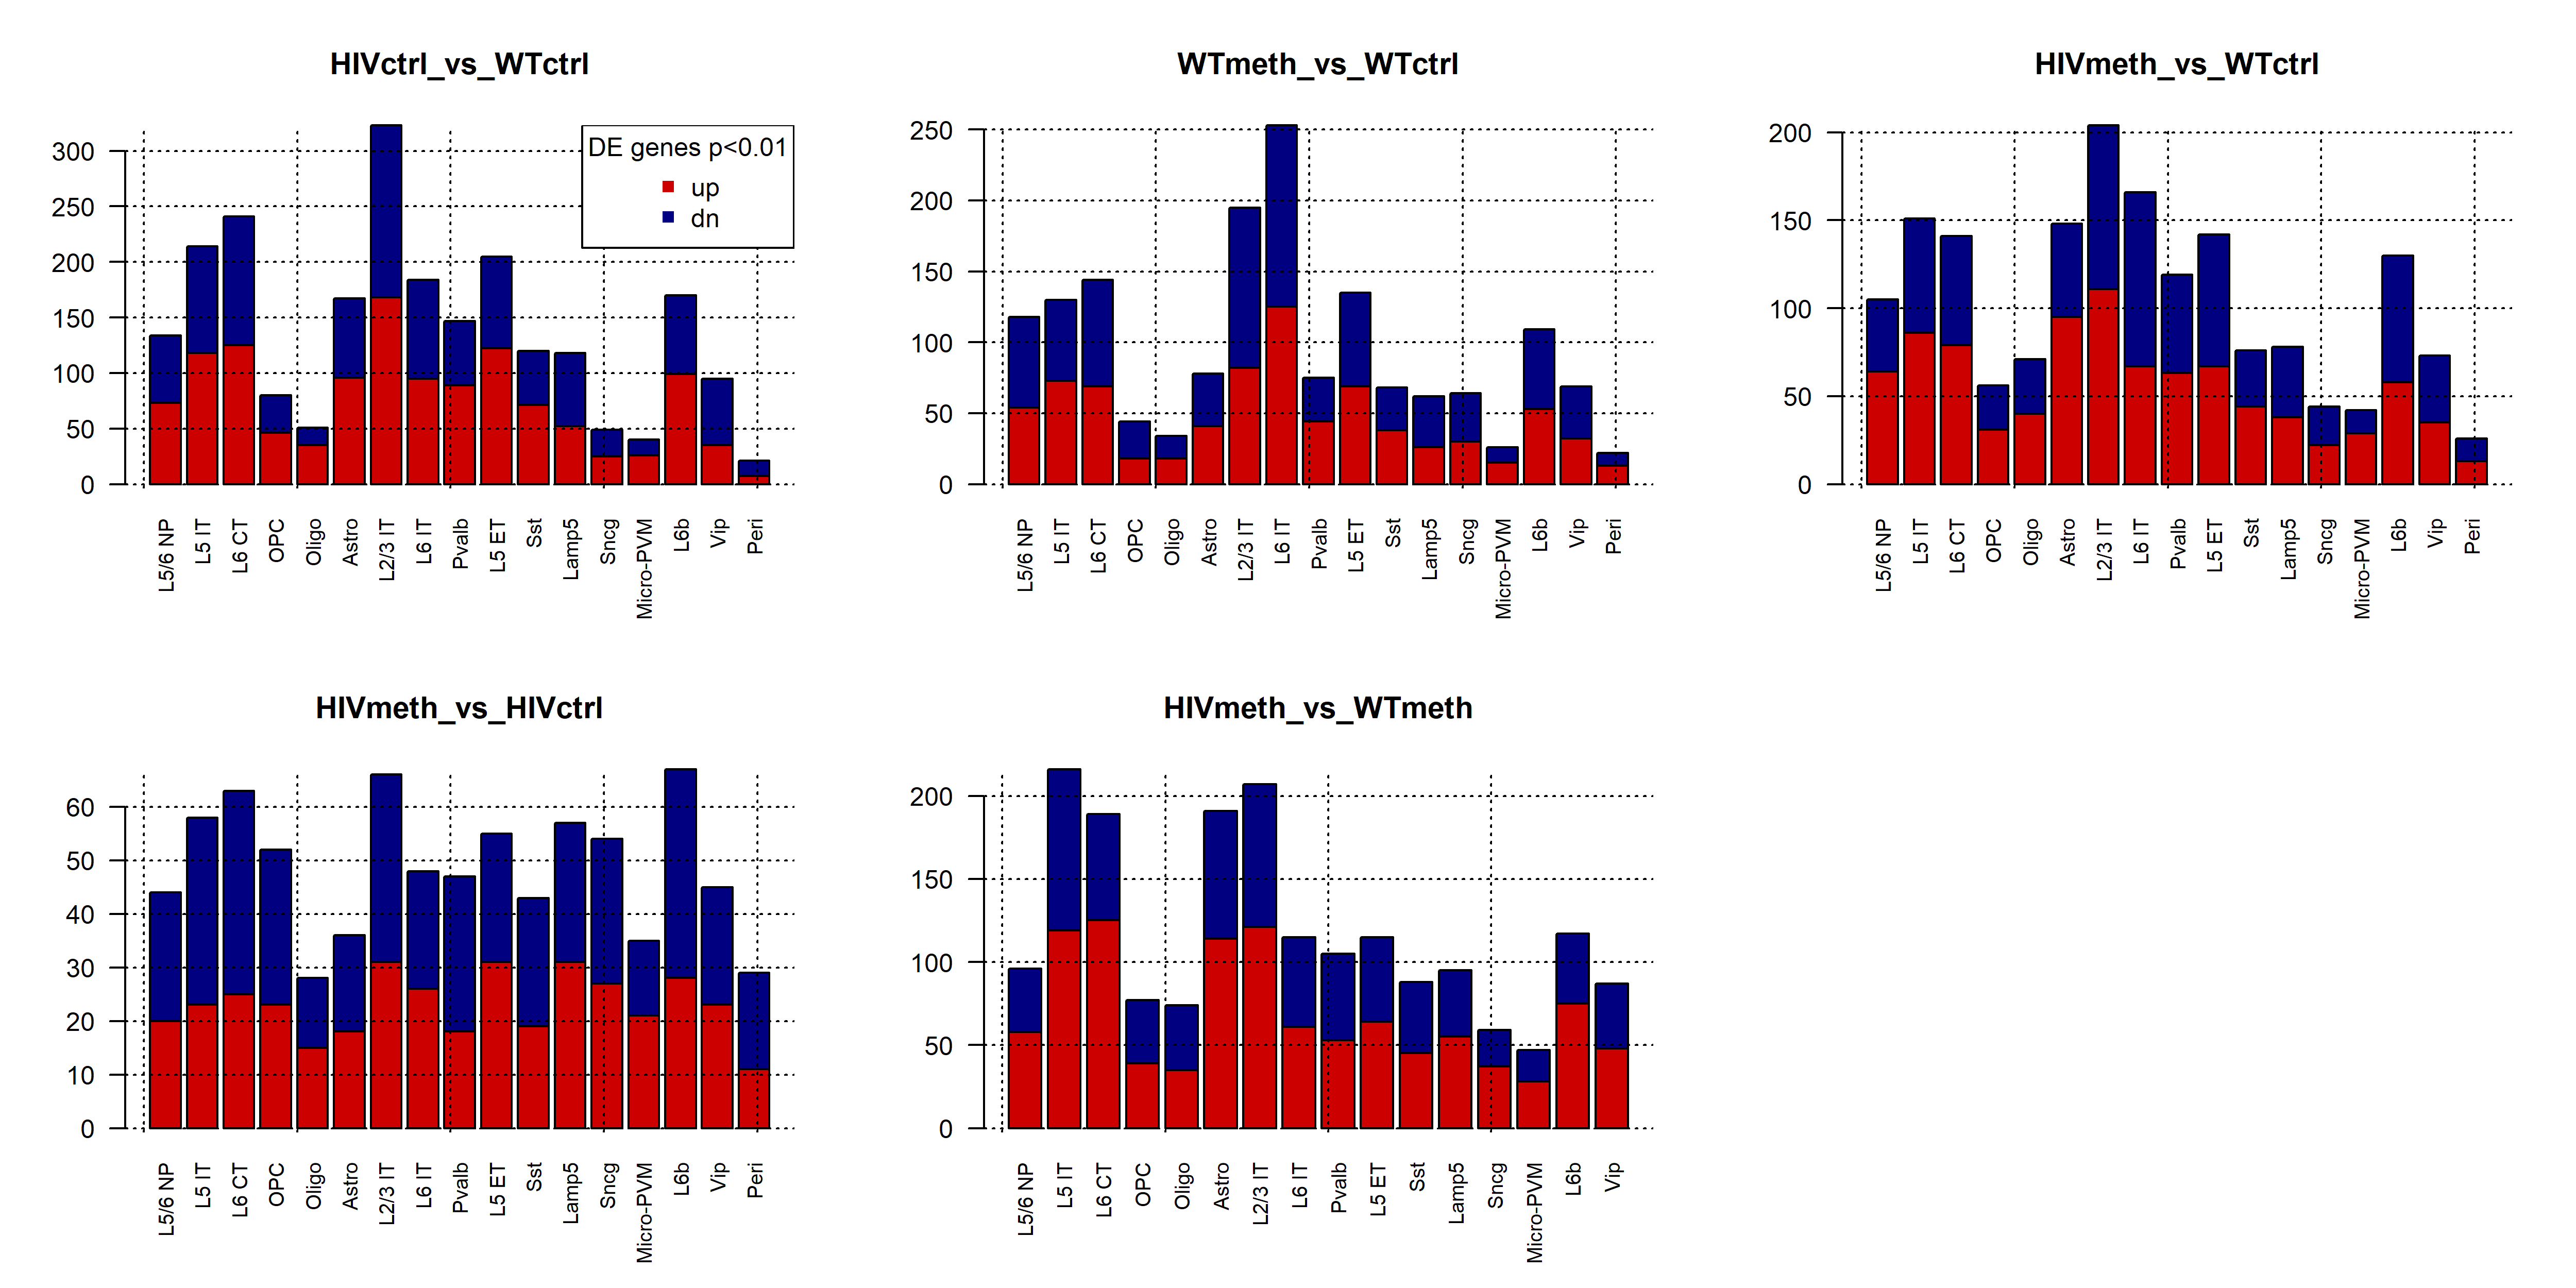 HIVctrl_vs_WTctrl
300
250
200
150
100
50
0
DE genes p<0.01
up
dn
L5/6 NP
L5 IT
L6 CT
OPC
Oligo
Astro
L2/3 IT
L6 IT
Pvalb
L5 ET
Sst
Lamp5
Sncg
Micro-PVM
L6b
Vip
Peri
WTmeth_vs_WTctrl
250
200
150
100
50
0
L5/6 NP
L5 IT
L6 CT
OPC
Oligo
Astro
L2/3 IT
L6 IT
Pvalb
L5 ET
Sst
Lamp5
Sncg
Micro-PVM
L6b
Vip
Peri
HIVmeth_vs_WTctrl
200
150
100
50
0
L5/6 NP
L5 IT
L6 CT
OPC
Oligo
Astro
L2/3 IT
L6 IT
Pvalb
L5 ET
Sst
Lamp5
Sncg
Micro-PVM
L6b
Vip
Peri
HIVmeth_vs_HIVctrl
60
50
40
30
20
10
0
L5/6 NP
L5 IT
L6 CT
OPC
Oligo
Astro
L2/3 IT
L6 IT
Pvalb
L5 ET
Sst
Lamp5
Sncg
Micro-PVM
L6b
Vip
Peri
HIVmeth_vs_WTmeth
200
150
100
50
0
L5/6 NP
L5 IT
L6 CT
OPC
Oligo
Astro
L2/3 IT
L6 IT
Pvalb
L5 ET
Sst
Lamp5
Sncg
Micro-PVM
L6b
Vip